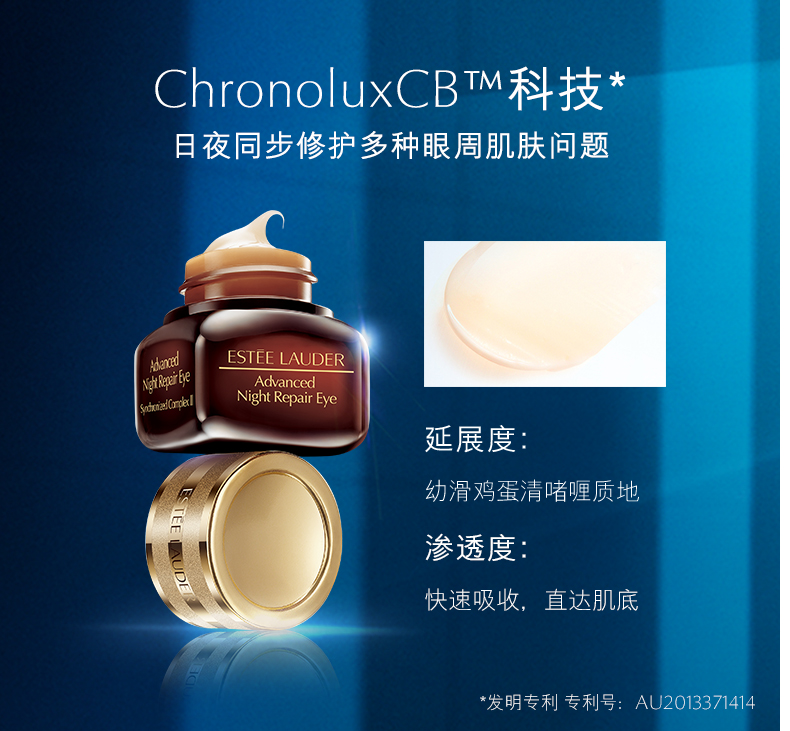 ChronoluxCB™科技*
日夜同步修护多种眼周肌肤问题
Advanced
Night Repair Eye
Synchronized Complex II
ESTĒE LAUDER
Advanced
Night Repair Eye
ESTĒE LAUDE
延展度：
幼滑鸡蛋清啫喱质地
渗透度：
快速吸收，直达肌底
*发明专利 专利号：AU2013371414